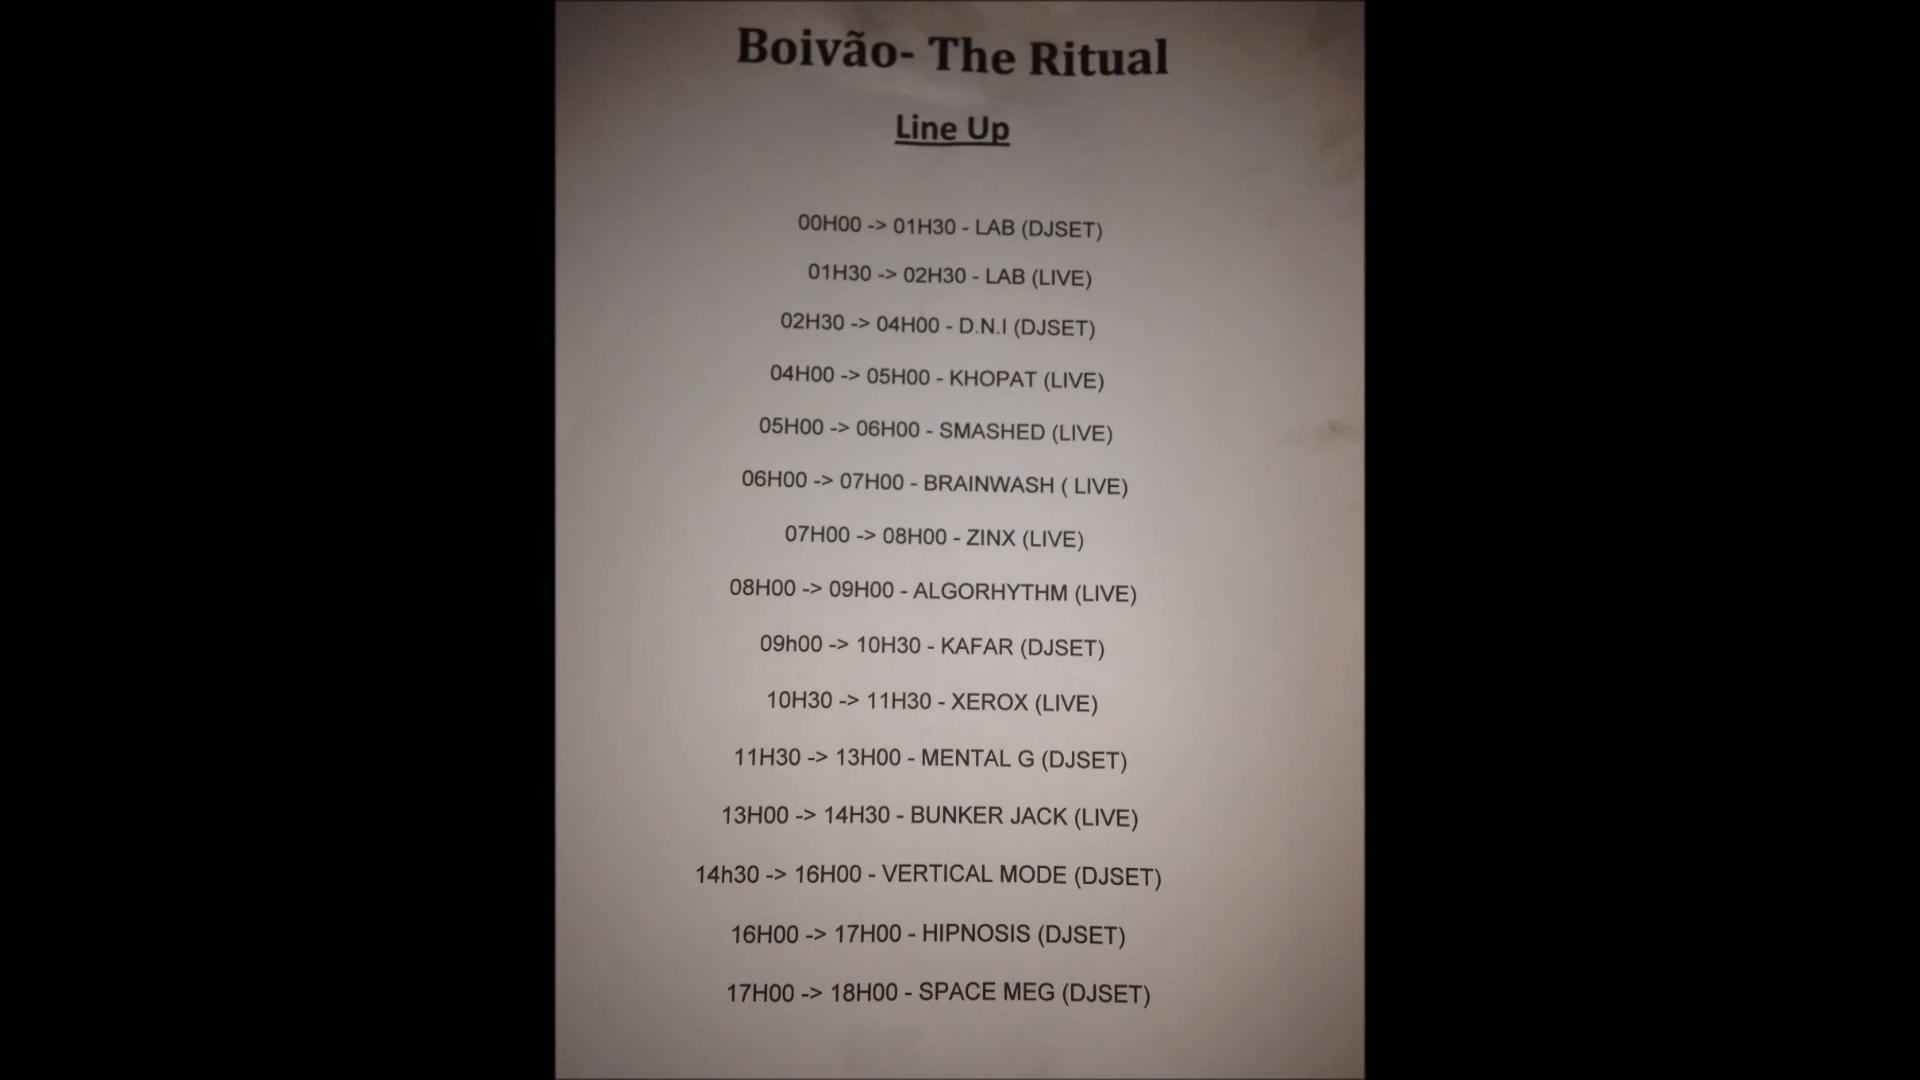 Boivão- The Ritual
Line Up
00H00 -> 01H30 - LAB (DJSET)
01H30 -> 02H30 - LAB (LIVE)
02H30 -> 04H00 - D.N.I (DJSET)
04H00 -> 05H00 - KHOPAT (LIVE)
05H00 -> 06H00 - SMASHED (LIVE)
06H00 -> 07H00 - BRAINWASH ( LIVE)
07H00 -> 08H00 - ZINX (LIVE)
08H00 -> 09H00 - ALGORHYTHM (LIVE)
09h00 -> 10H30 - KAFAR (DJSET)
10H30 -> 11H30 - XEROX (LIVE)
11H30 -> 13H00 - MENTAL G (DJSET)
13H00 -> 14H30 - BUNKER JACK (LIVE)
14h30 -> 16H00 - VERTICAL MODE (DJSET)
16H00 -> 17H00 - HIPNOSIS (DJSET)
17H00 -> 18H00 - SPACE MEG (DJSET)